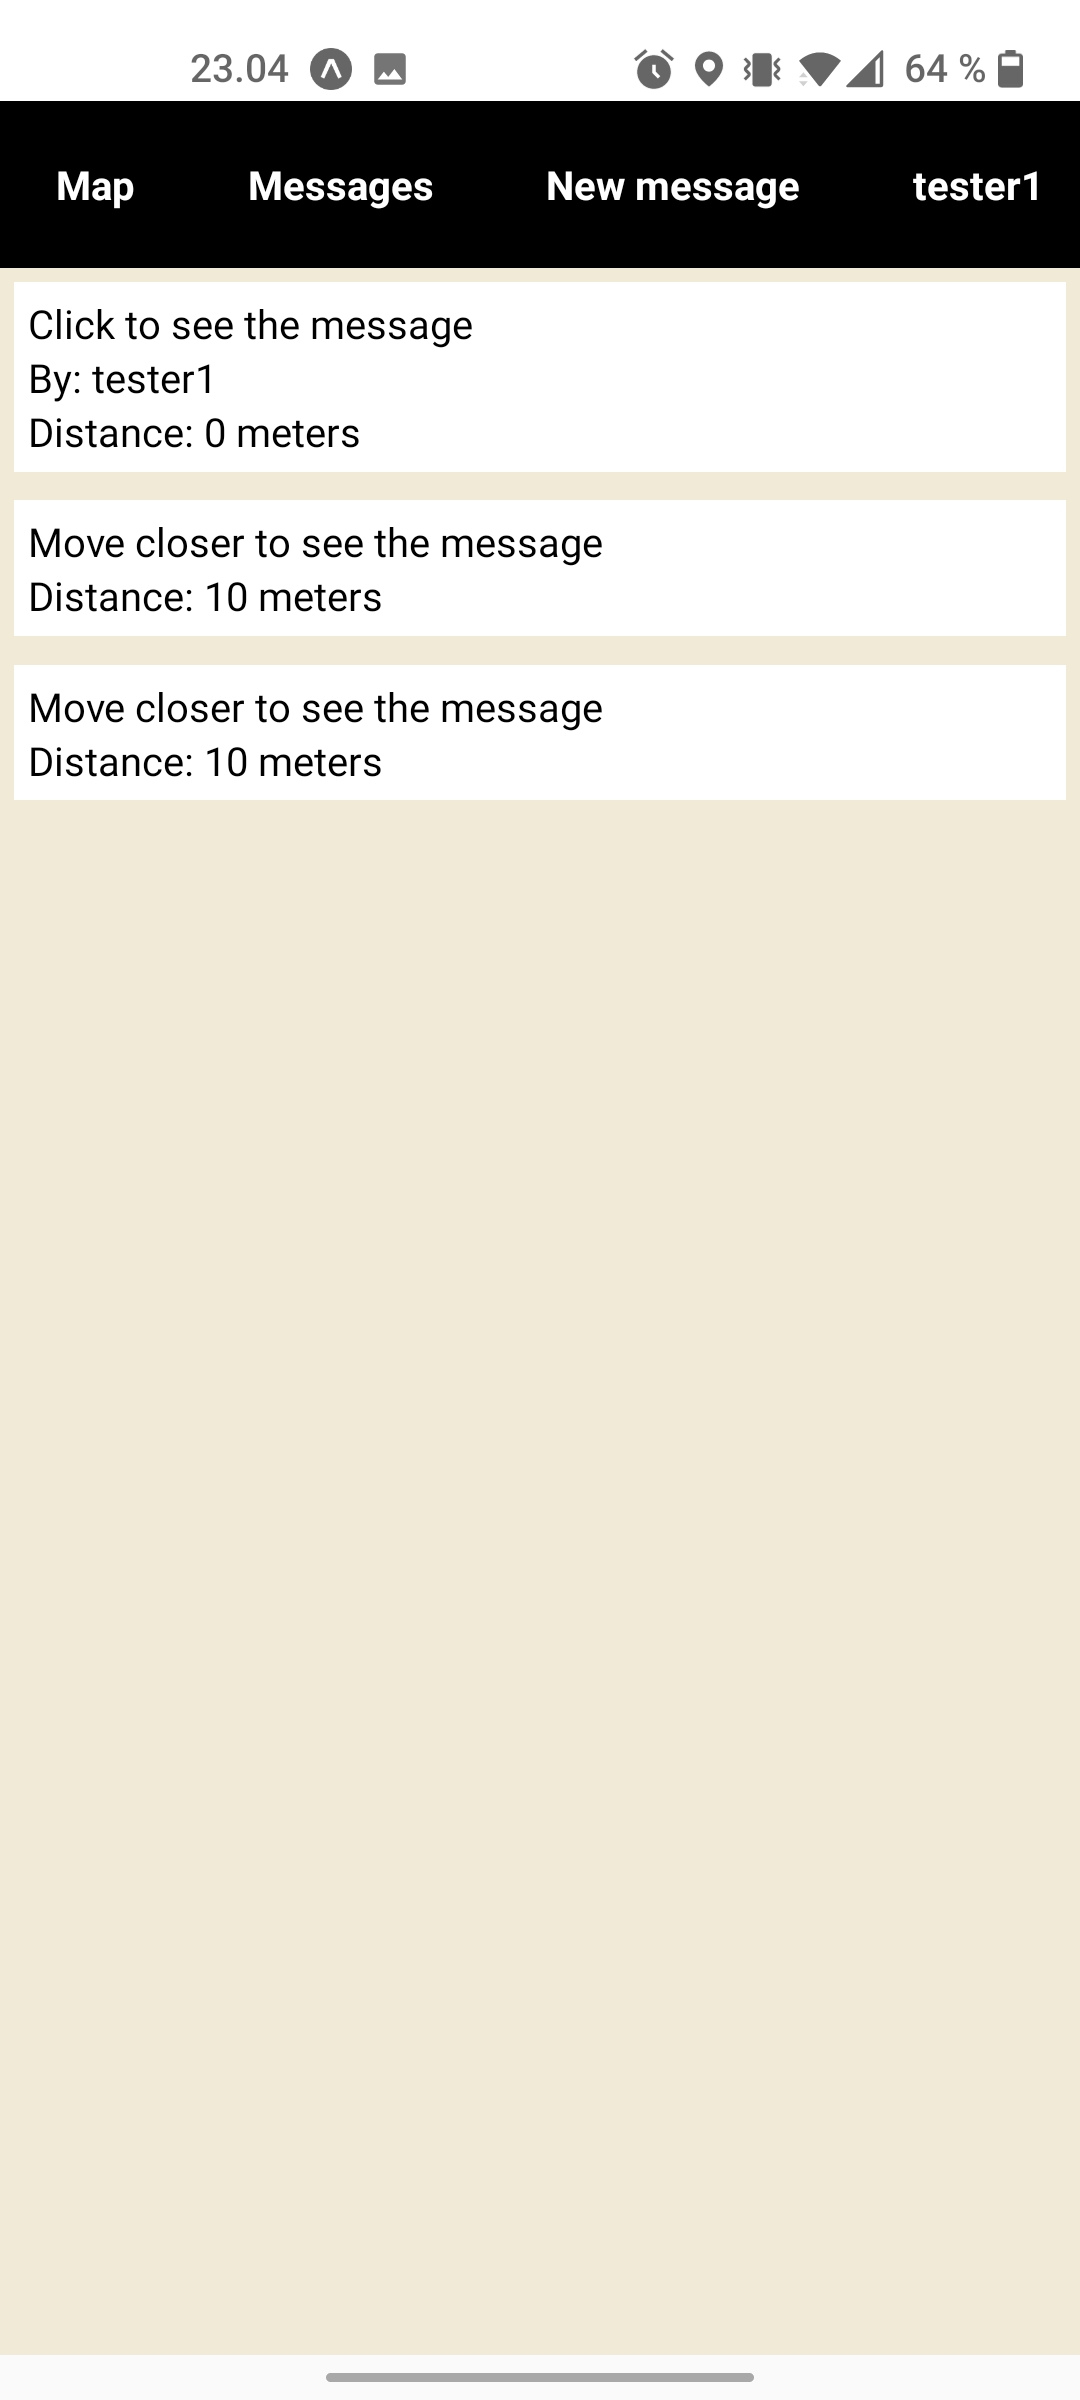 23.04 64 %
Map Messages New message tester1
Click to see the message
By: tester1
Distance: 0 meters
Move closer to see the message
Distance: 10 meters
Move closer to see the message
Distance: 10 meters